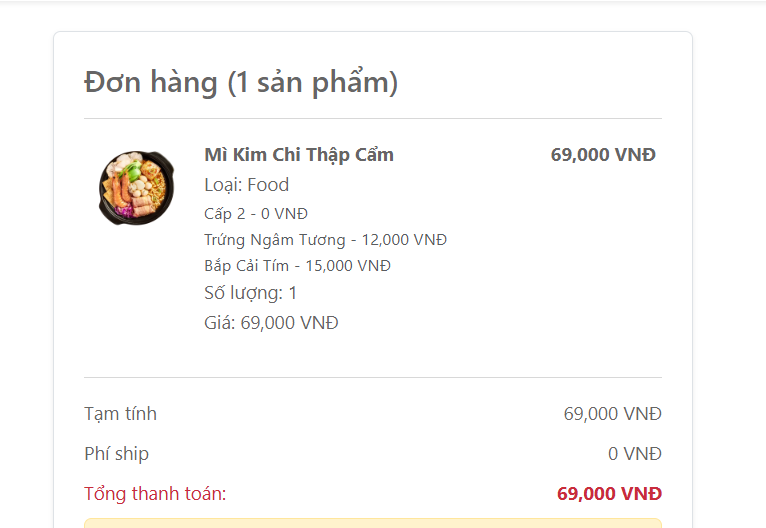 Đơn hàng (1 sản phẩm)
Mì Kim Chi Thập Cẩm 69,000 VNĐ
Loại: Food
Cấp 2 - 0 VNĐ
Trứng Ngâm Tương - 12,000 VNĐ
Bắp Cải Tím - 15,000 VNĐ
Số lượng: 1
Giá: 69,000 VNĐ
Tạm tính 69,000 VNĐ
Phí ship 0 VNĐ
Tổng thanh toán: 69,000 VNĐ